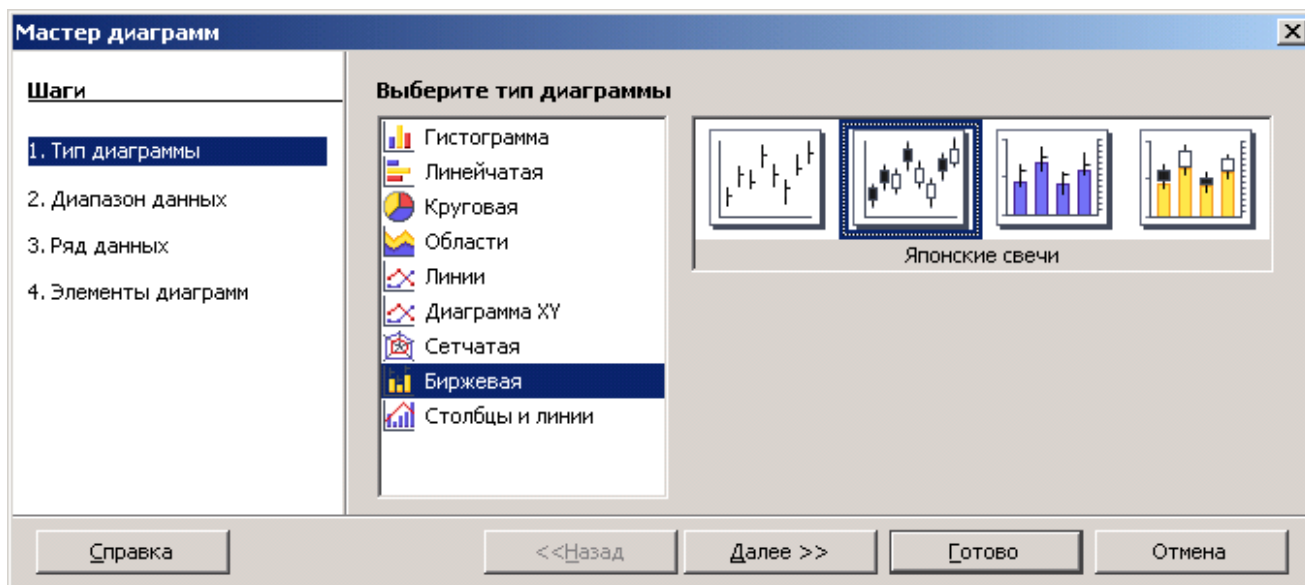 Мастер диаграмм
Шаги
1. Тип диаграммы
2. Диапазон данных
3. Ряд данных
4. Элементы диаграмм
Выберите тип диаграммы
Гистограмма
Линейчатая
Круговая
Области
Линии
Диаграмма XY
Сетчатая
Биржевая
Столбцы и линии
Японские свечи
Справка
<<Назад
Далее >>
Готово
Отмена